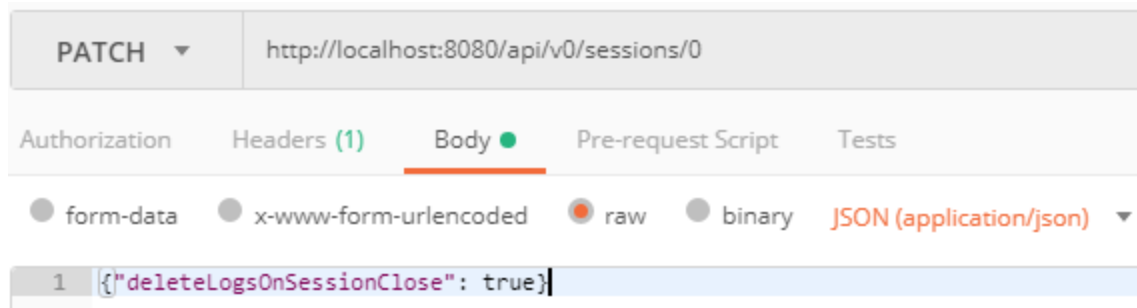 PATCH http://localhost:8080/api/v0/sessions/0
Authorization Headers (1) Body Pre-request Script Tests
form-data x-www-form-urlencoded raw binary JSON (application/json)
1 {"deleteLogsOnSessionClose": true}